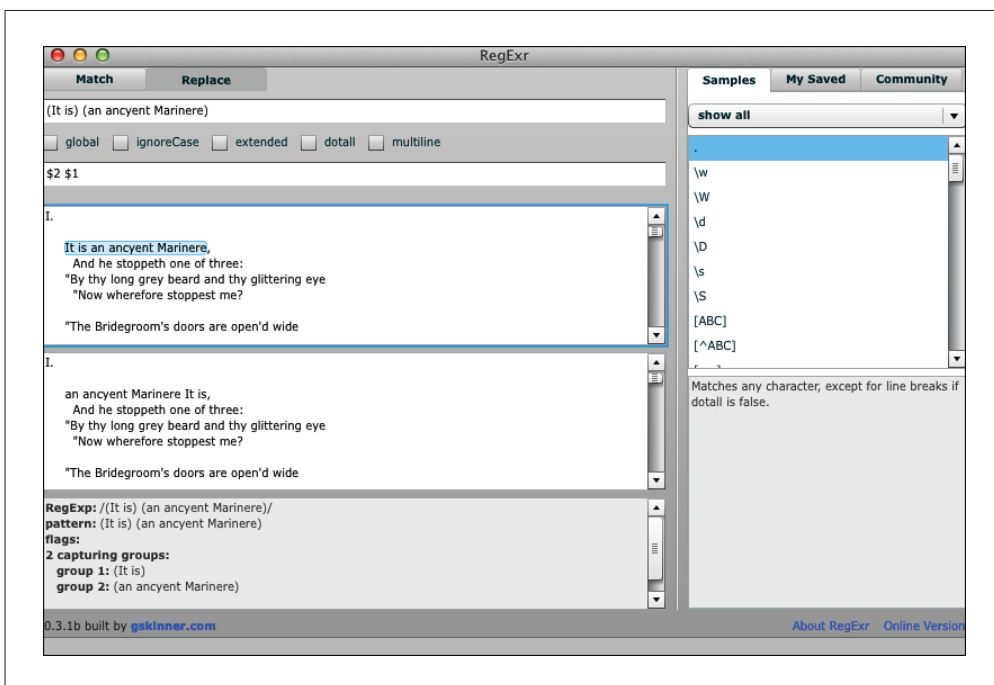 RegExr
Match Replace
(It is) (an ancyent Marinere)
global ignoreCase extended dotall multiline
$2 $1
I.
It is an ancyent Marinere,
And he stoppeth one of three:
"By thy long grey beard and thy glittering eye
"Now wherefore stoppest me?
"The Bridegroom's doors are open'd wide
I.
an ancyent Marinere It is,
And he stoppeth one of three:
"By thy long grey beard and thy glittering eye
"Now wherefore stoppest me?
"The Bridegroom's doors are open'd wide
RegExp: /(It is) (an ancyent Marinere)/
pattern: (It is) (an ancyent Marinere)
flags:
2 capturing groups:
group 1: (It is)
group 2: (an ancyent Marinere)
Samples My Saved Community
show all
.
\w
\W
\d
\D
\s
\S
[ABC]
[^ABC]
Matches any character, except for line breaks if
dotall is false.
0.3.1b built by gskinner.com
About RegExr Online Version